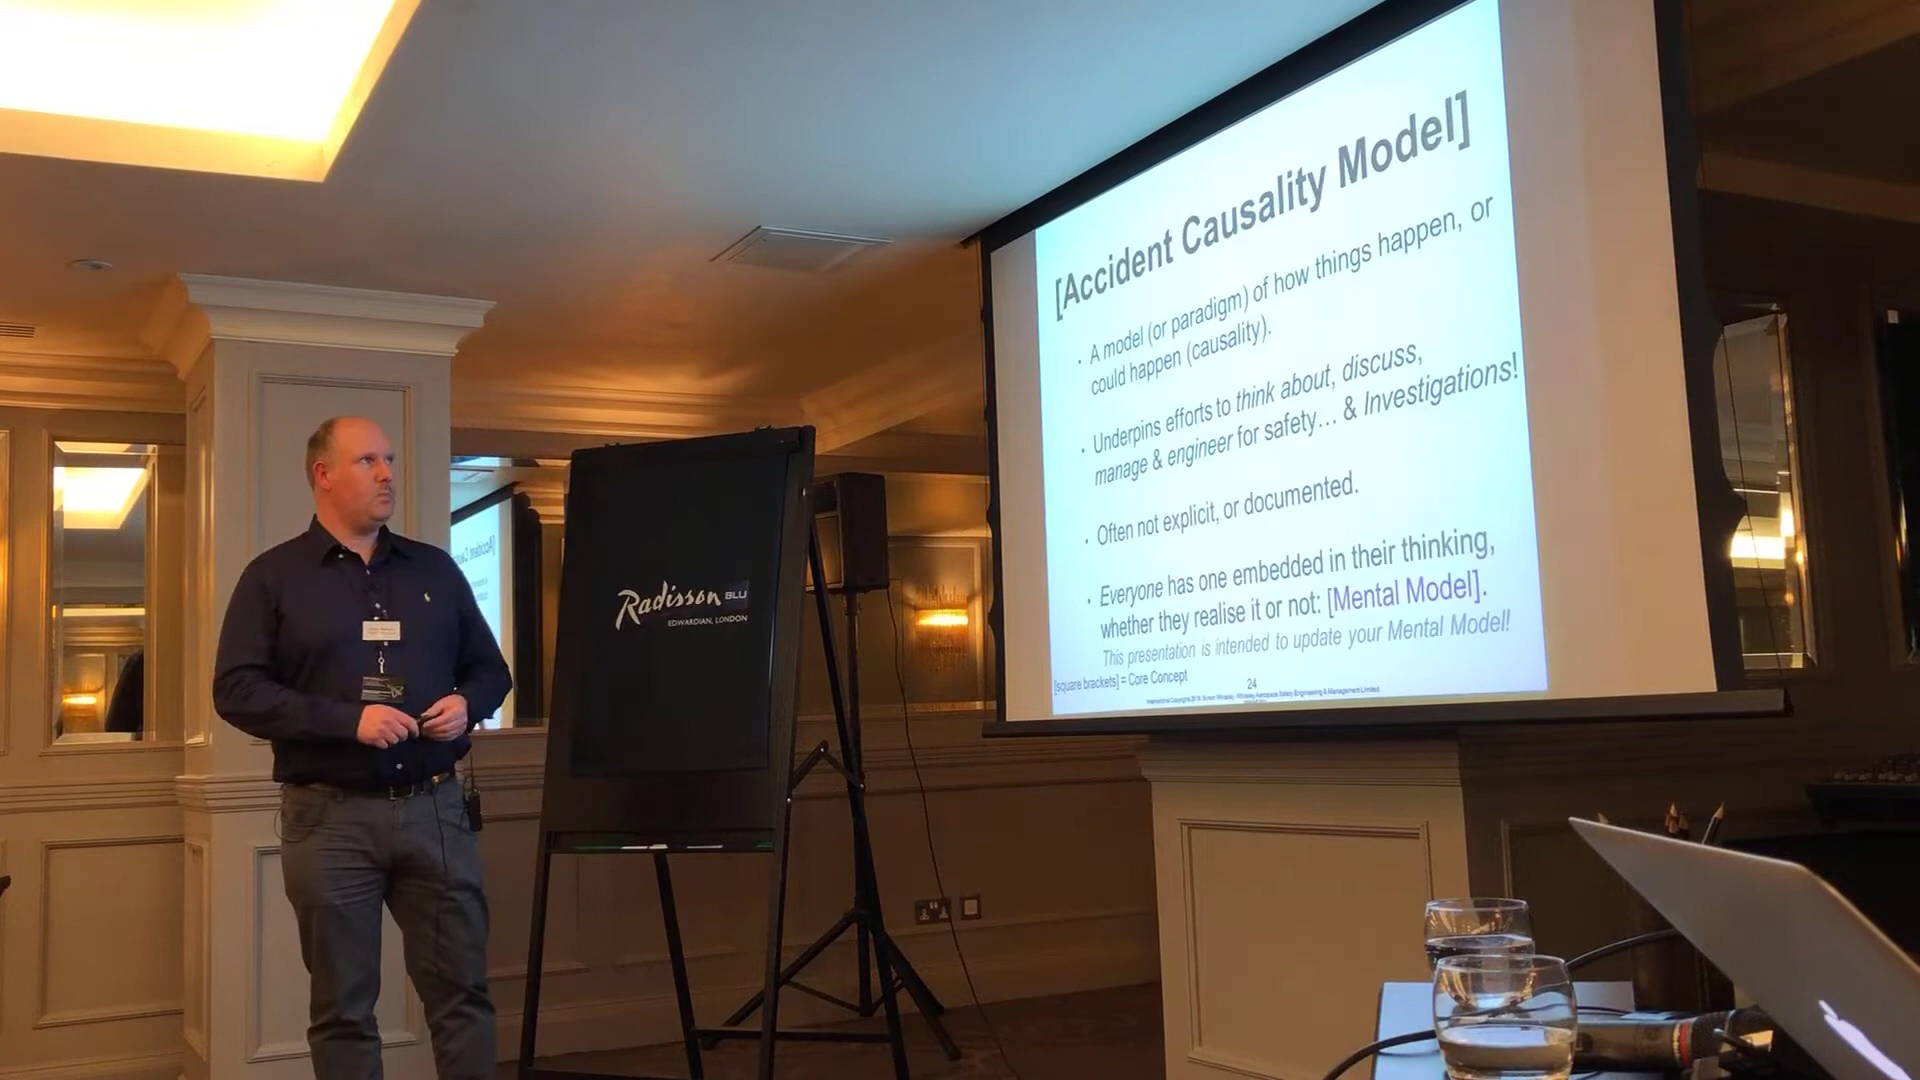 [Accident Causality Model]
• A model (or paradigm) of how things happen, or
could happen (causality).
• Underpins efforts to think about, discuss,
manage & engineer for safety… & Investigations!
• Often not explicit, or documented.
• Everyone has one embedded in their thinking,
whether they realise it or not: [Mental Model].
This presentation is intended to update your Mental Model!
[square brackets] = Core Concept
24
Radisson BLU
EDWARDIAN, LONDON